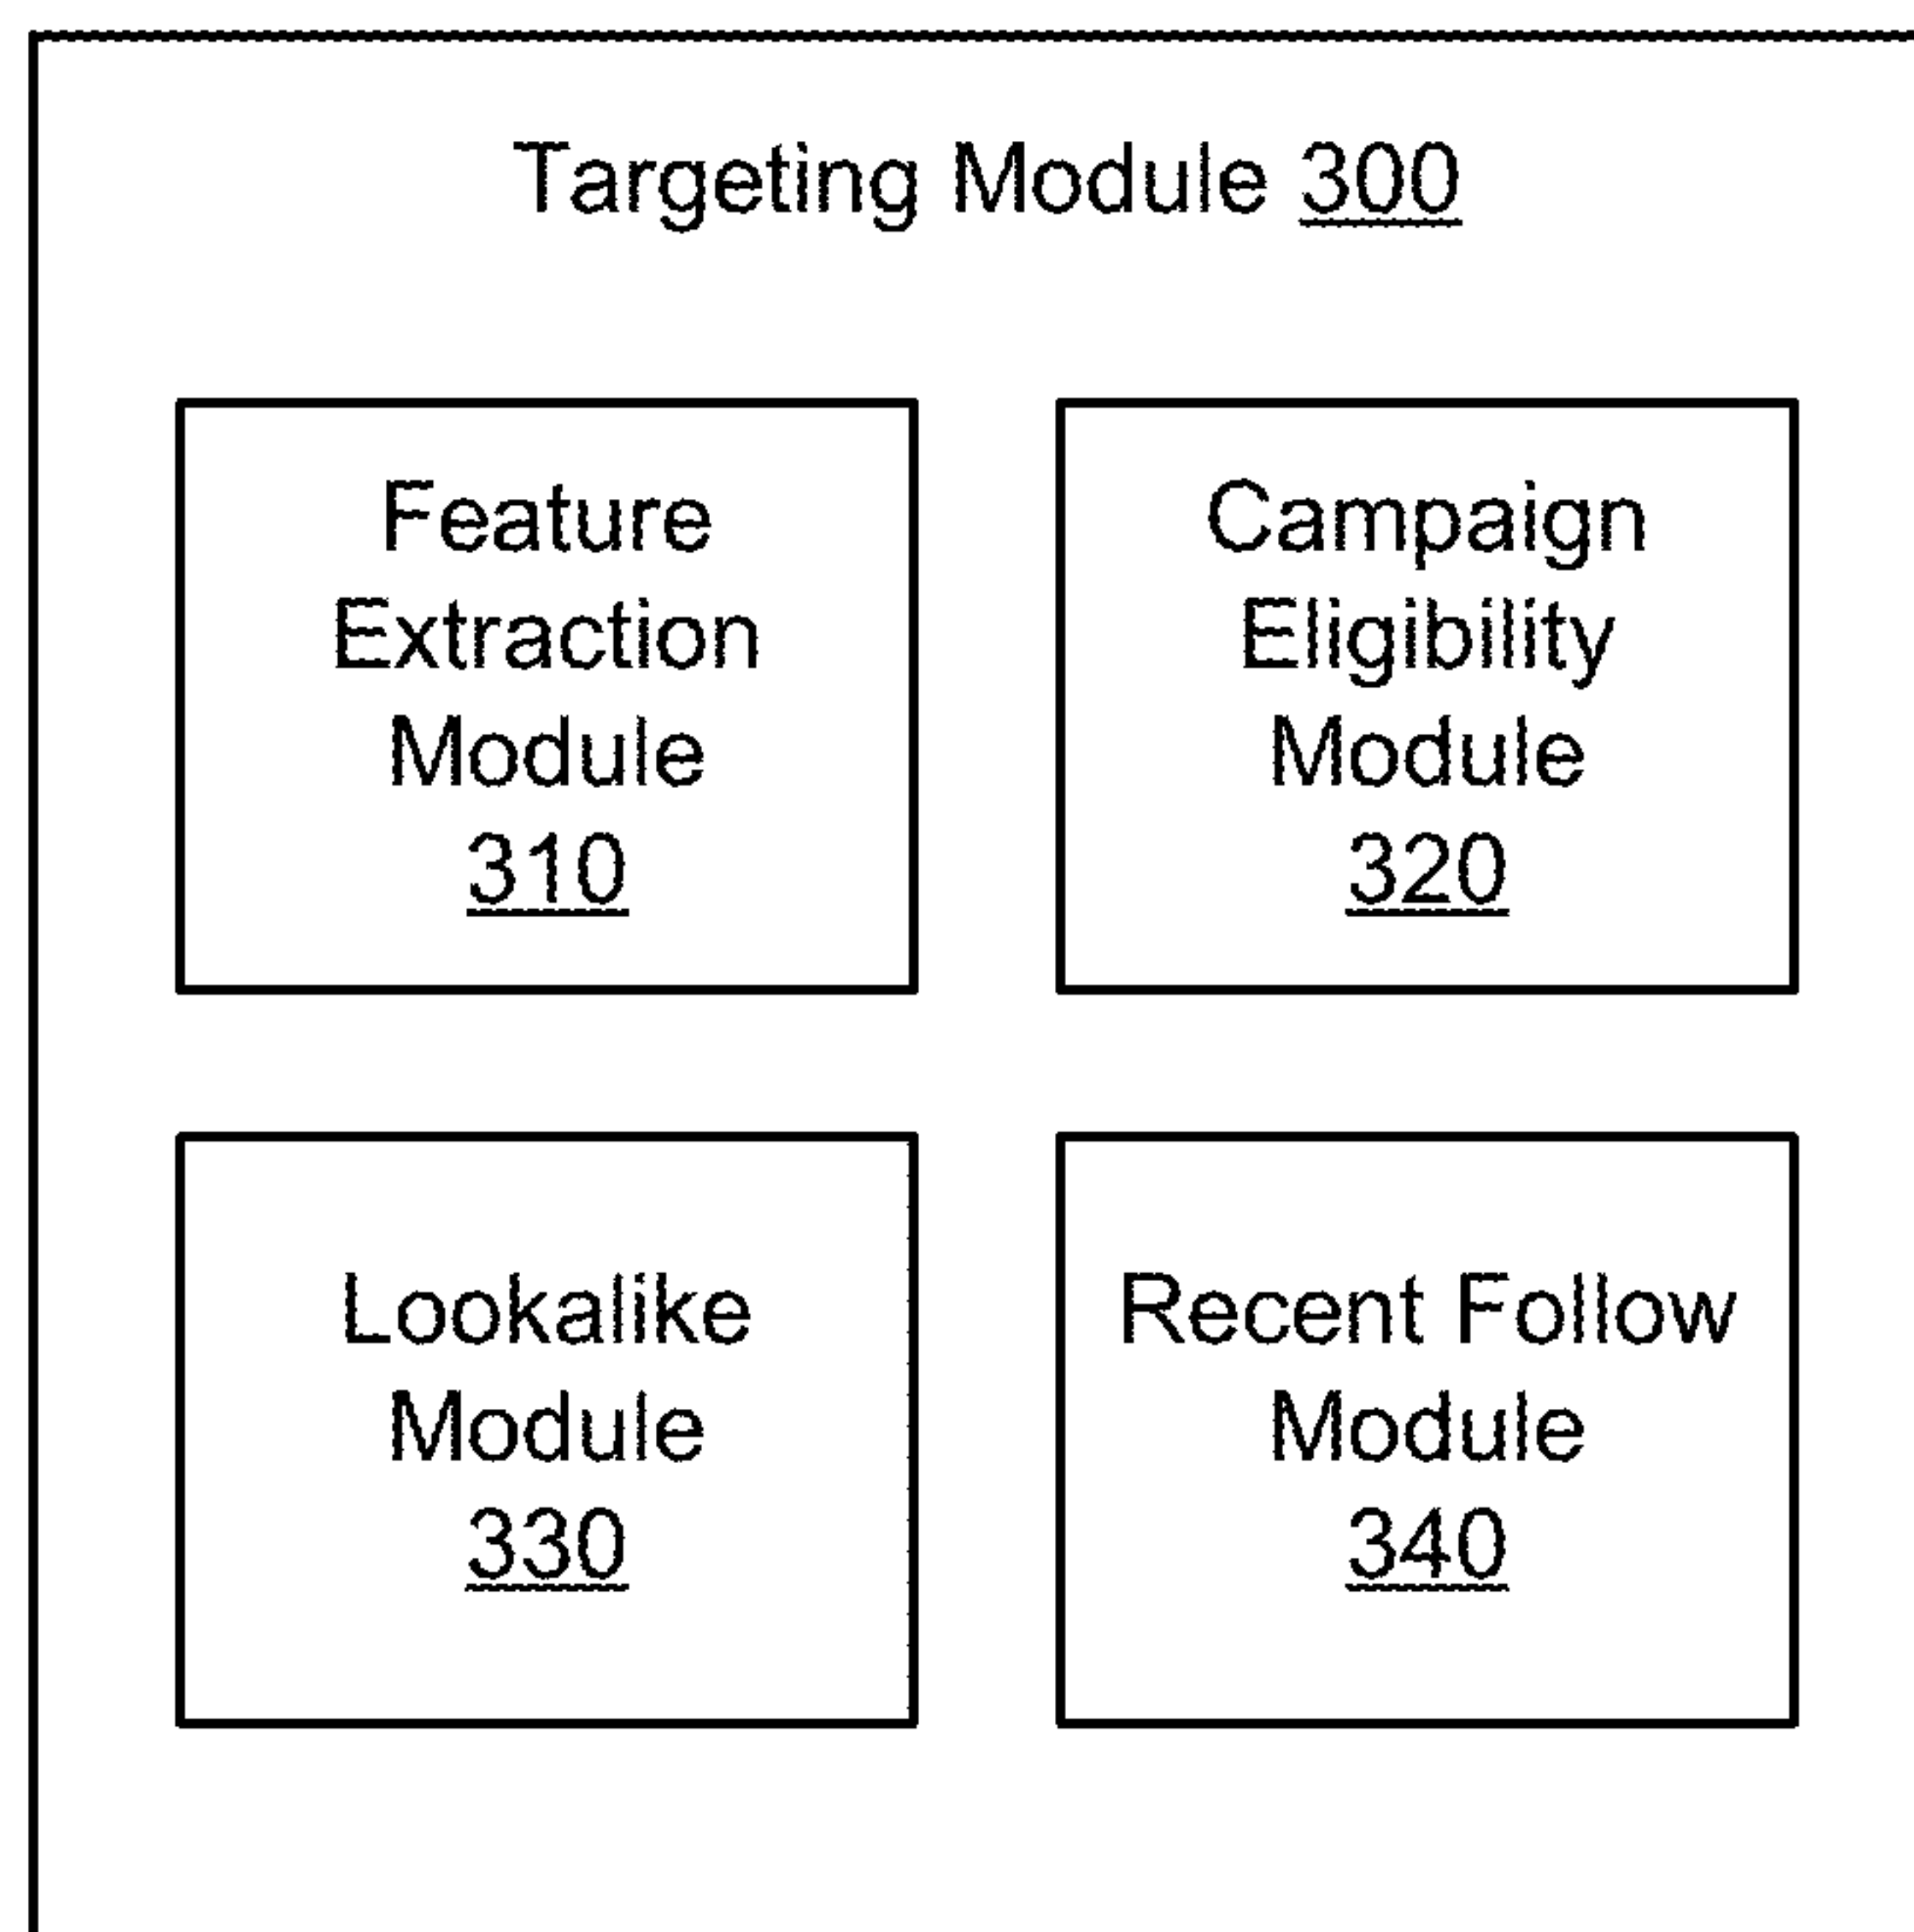 Targeting Module 300
Feature
Extraction
Module
310
Campaign
Eligibility
Module
320
Lookalike
Module
330
Recent Follow
Module
340